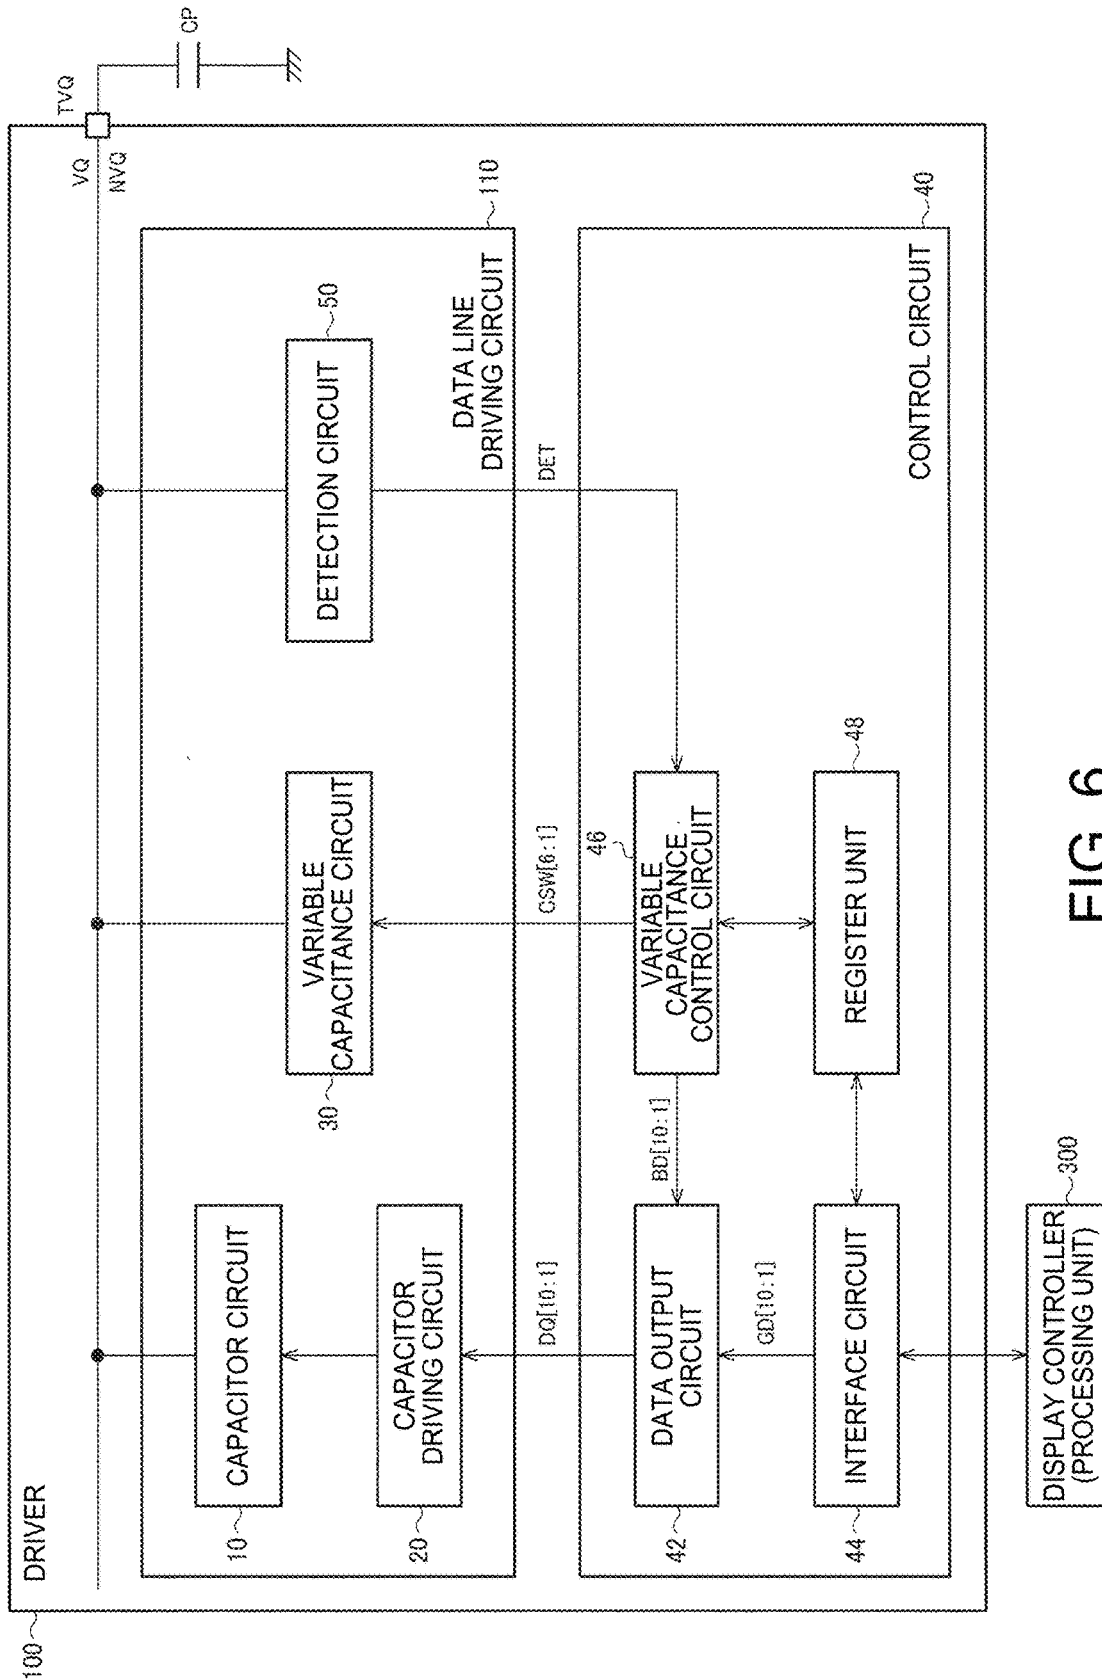 100
DRIVER
VQ
TVQ
NVQ
CP
110
10
CAPACITOR CIRCUIT
VARIABLE
CAPACITANCE CIRCUIT
30
DETECTION CIRCUIT
50
20
CAPACITOR
DRIVING CIRCUIT
DATA LINE
DRIVING CIRCUIT
DQ[10:1]
CSW[6:1]
DET
40
42
DATA OUTPUT
CIRCUIT
BD[10:1]
46
VARIABLE
CAPACITANCE
CONTROL CIRCUIT
GD[10:1]
44
INTERFACE CIRCUIT
REGISTER UNIT
48
CONTROL CIRCUIT
DISPLAY CONTROLLER
(PROCESSING UNIT)
300
FIG. 6